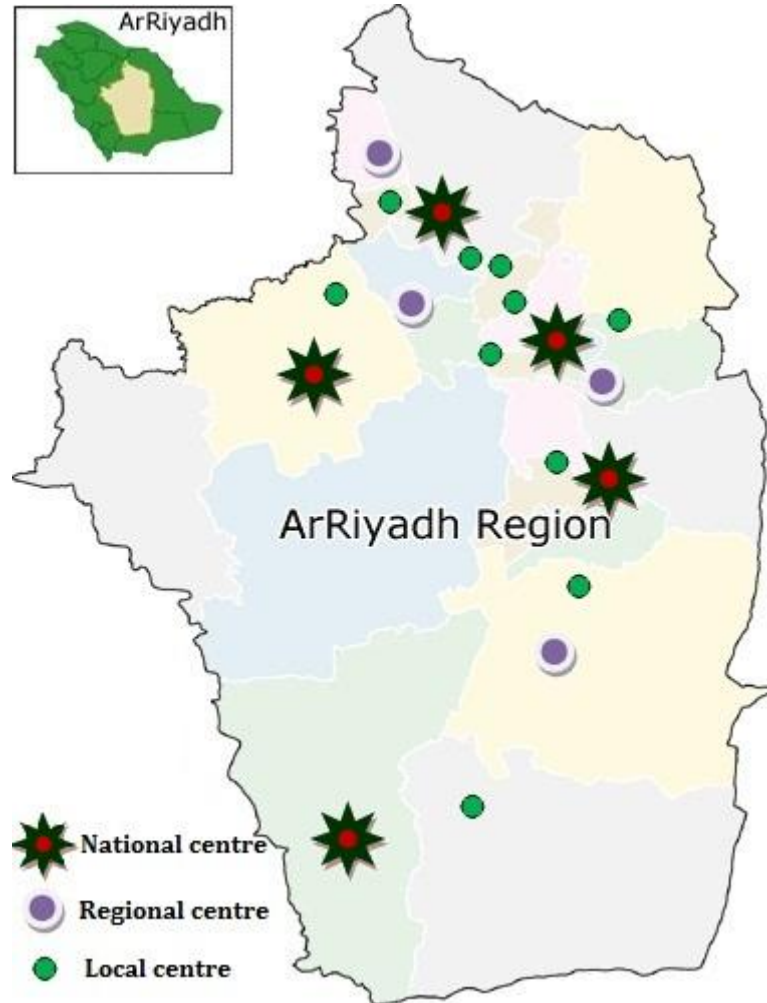 ArRiyadh
ArRiyadh Region
National centre
Regional centre
Local centre